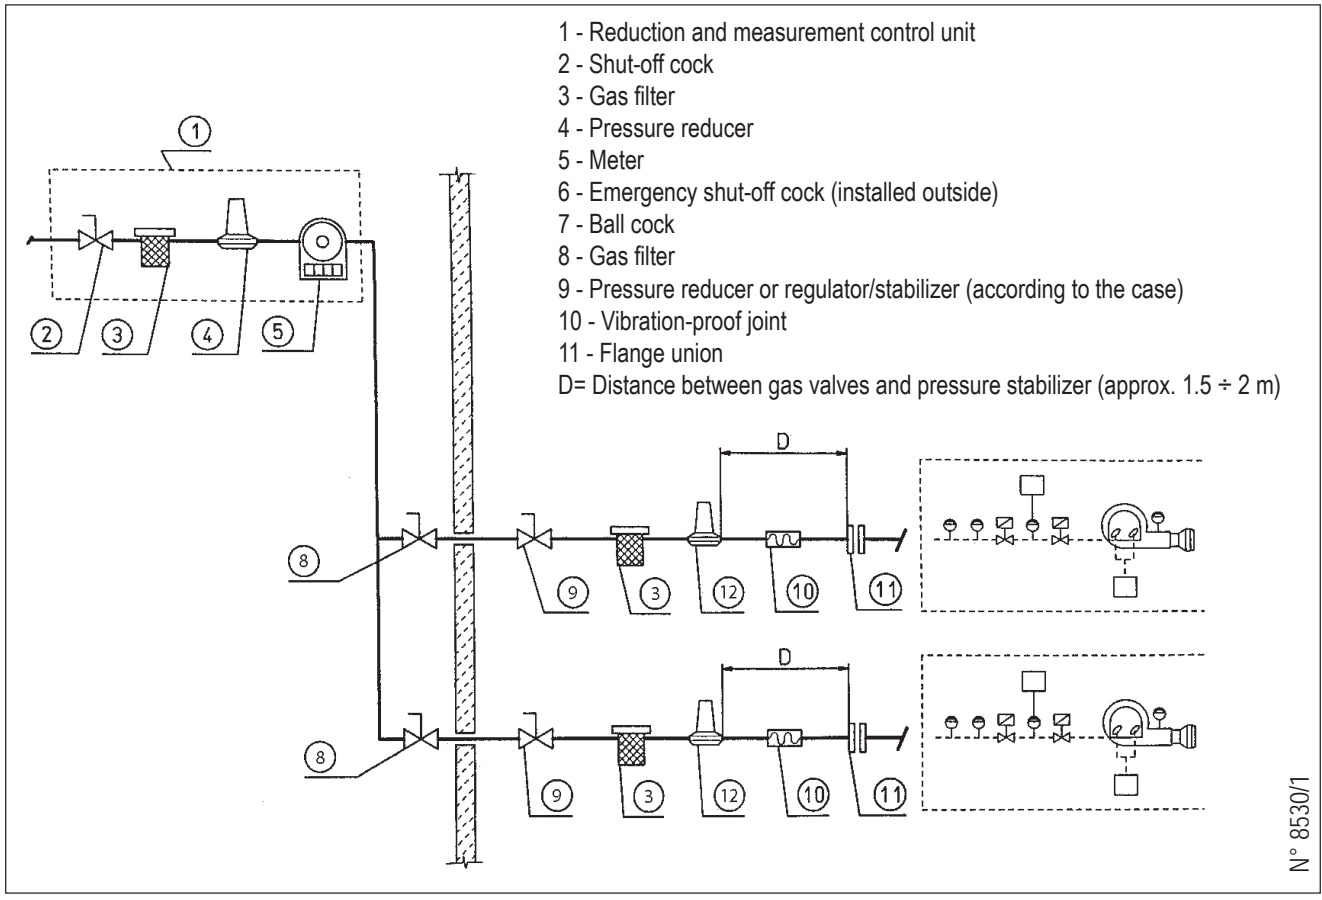 1 - Reduction and measurement control unit
2 - Shut-off cock
3 - Gas filter
4 - Pressure reducer
5 - Meter
6 - Emergency shut-off cock (installed outside)
7 - Ball cock
8 - Gas filter
9 - Pressure reducer or regulator/stabilizer (according to the case)
10 - Vibration-proof joint
11 - Flange union
D= Distance between gas valves and pressure stabilizer (approx. 1.5 ÷ 2 m)
1
2 3 4 5
D
8 9 3 12 10 11
D
8 9 3 12 10 11
N° 8530/1